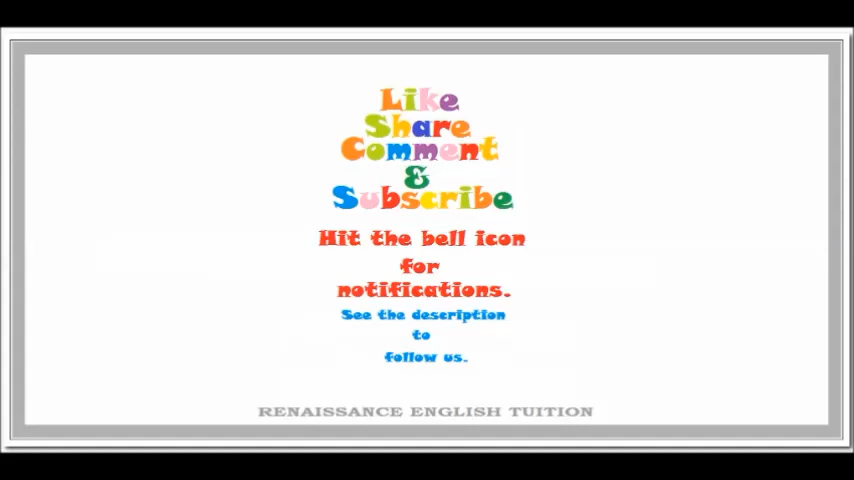 Like
Share
Comment
&
Subscribe
Hit the bell icon
for
notifications.
See the description
to
follow us.
RENAISSANCE ENGLISH TUITION